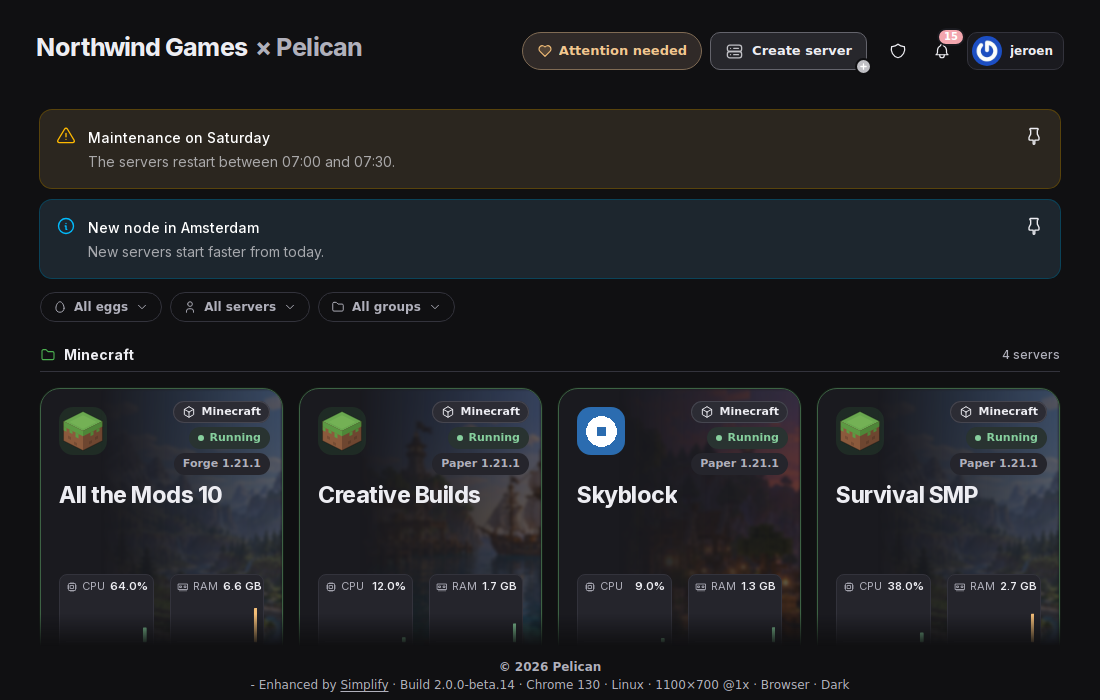 Northwind Games × Pelican
Attention needed
Create server
15
jeroen
Maintenance on Saturday
The servers restart between 07:00 and 07:30.
New node in Amsterdam
New servers start faster from today.
All eggs
All servers
All groups
Minecraft
4 servers
Minecraft
Running
Forge 1.21.1
All the Mods 10
CPU 64.0%
RAM 6.6 GB
Minecraft
Running
Paper 1.21.1
Creative Builds
CPU 12.0%
RAM 1.7 GB
Minecraft
Running
Paper 1.21.1
Skyblock
CPU 9.0%
RAM 1.3 GB
Minecraft
Running
Paper 1.21.1
Survival SMP
CPU 38.0%
RAM 2.7 GB
© 2026 Pelican
- Enhanced by Simplify · Build 2.0.0-beta.14 · Chrome 130 · Linux · 1100×700 @1x · Browser · Dark